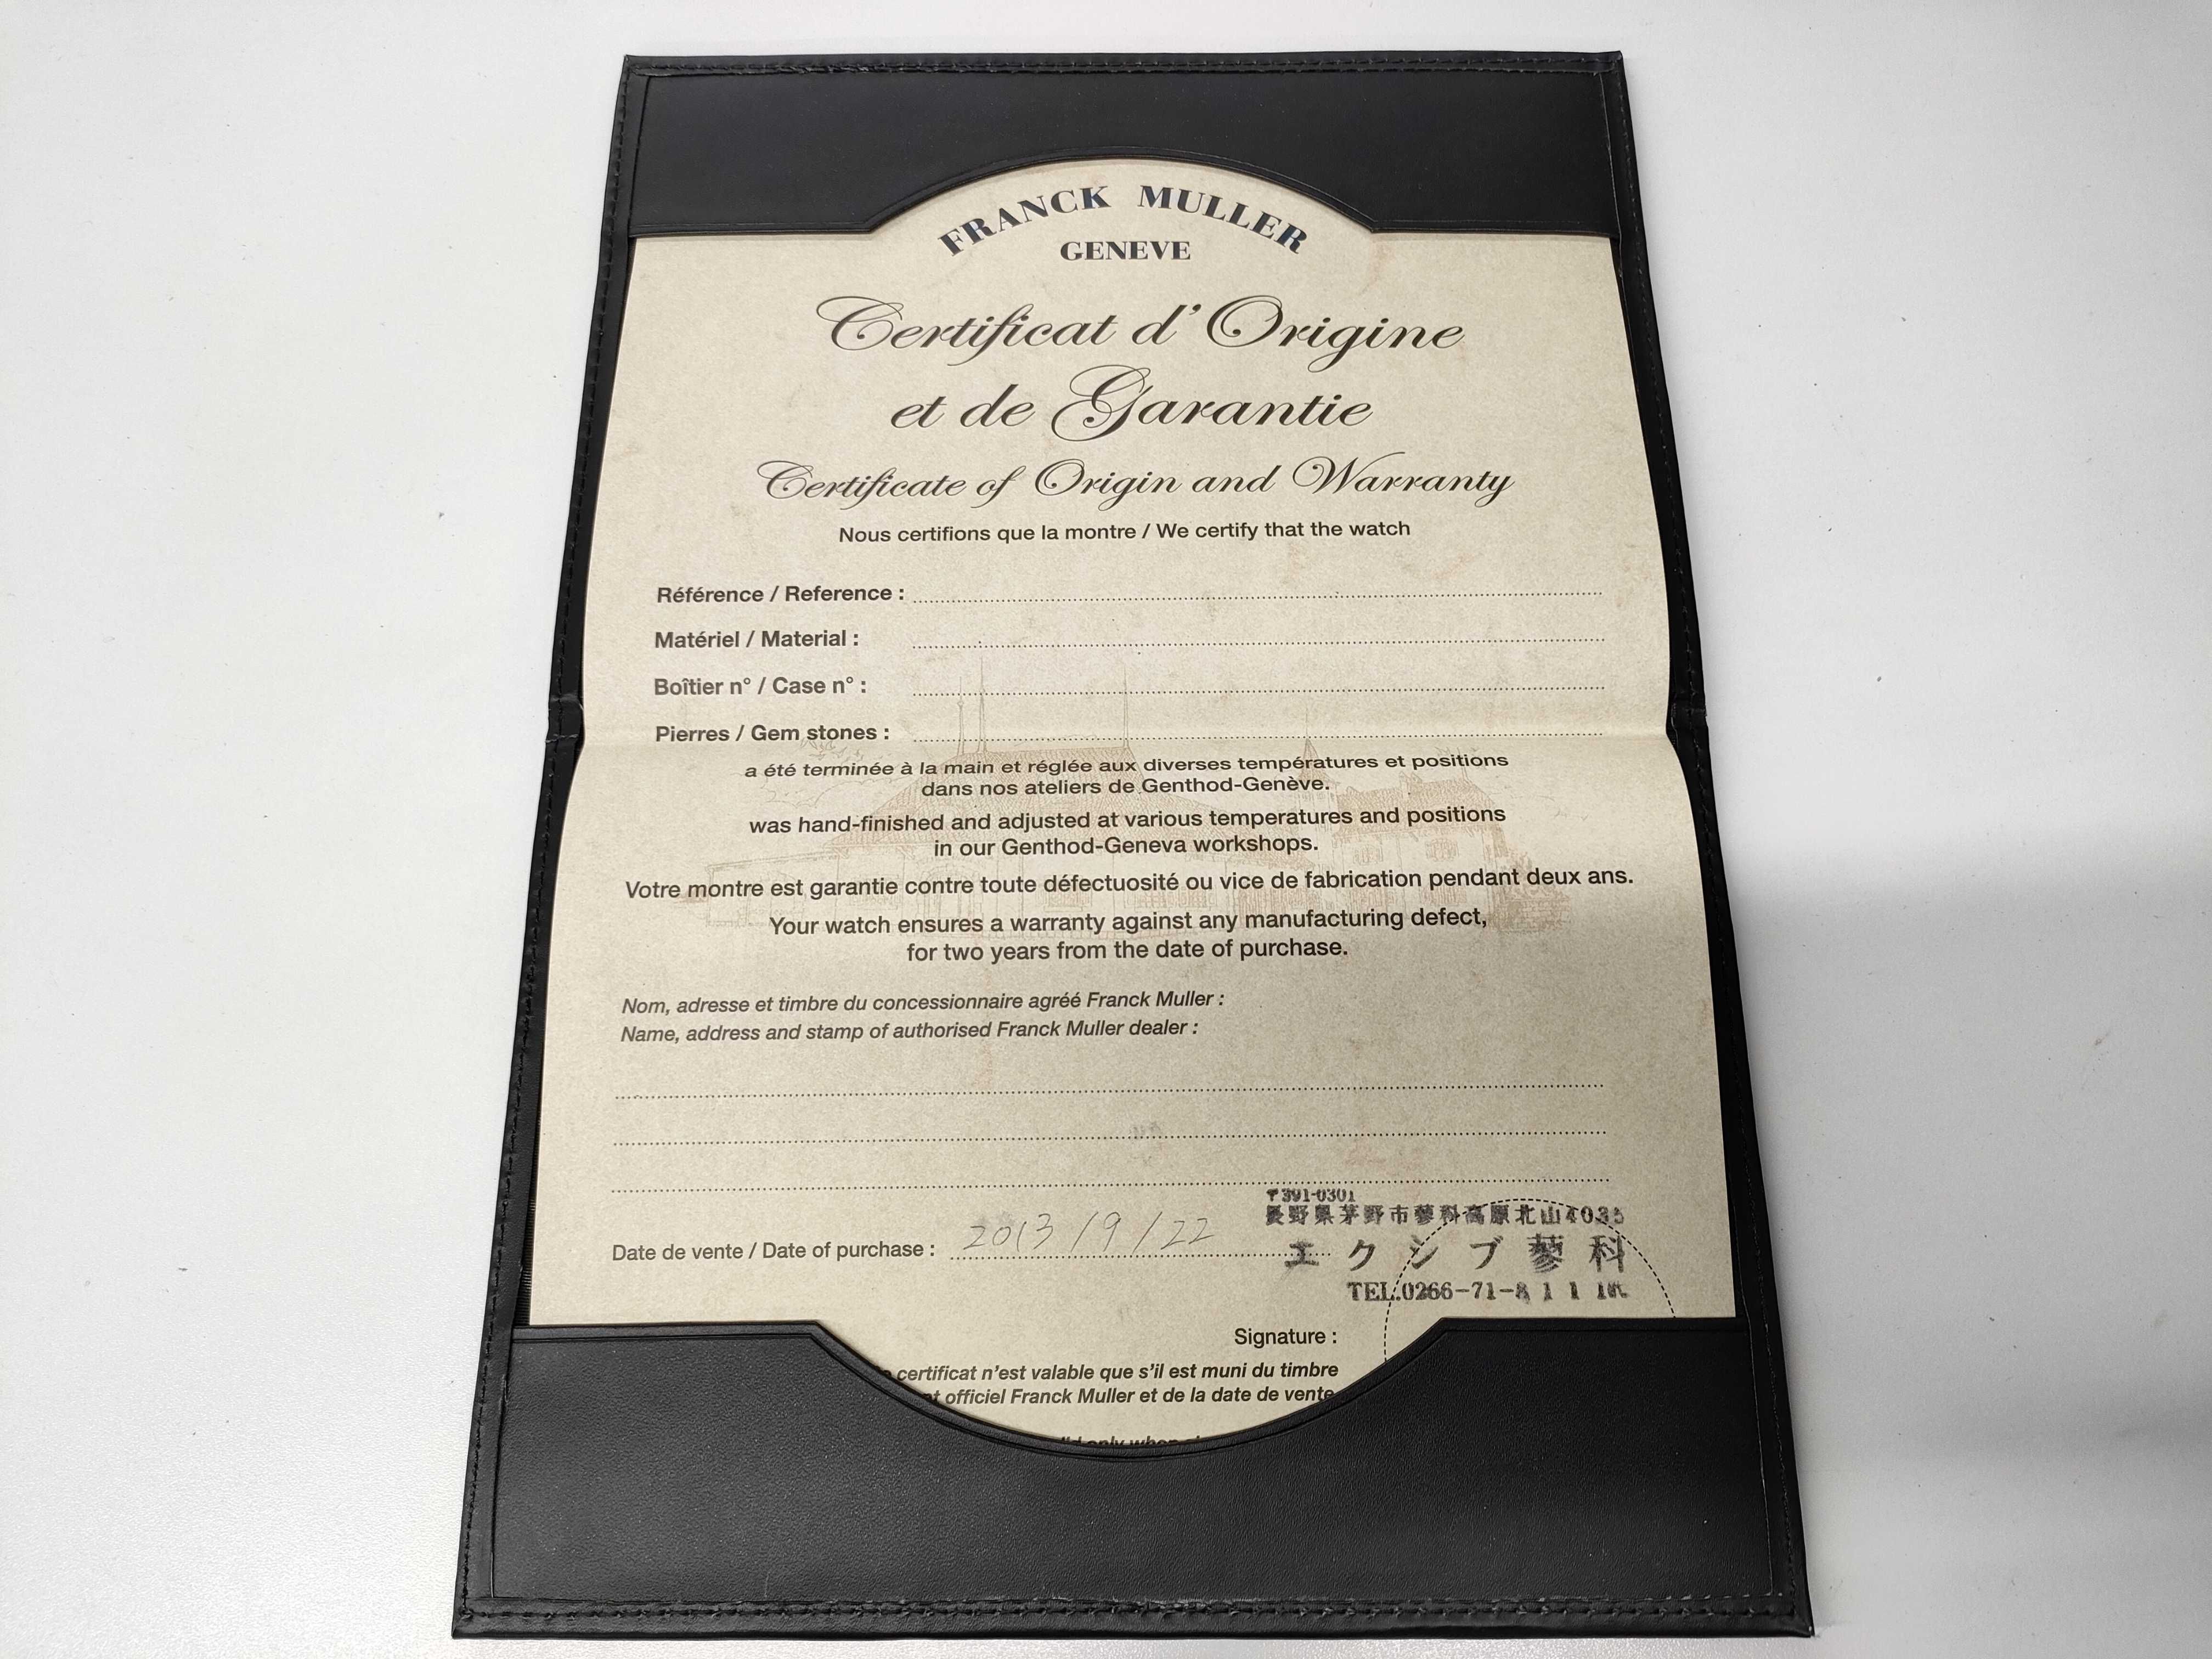 FRANCK MULLER
GENEVE
Certificat d'Origine
et de Garantie
Certificate of Origin and Warranty
Nous certifions que la montre / We certify that the watch
Référence / Reference :
Matériel / Material :
Boîtier n° / Case n° :
Pierres / Gem stones :
a été terminée à la main et réglée aux diverses températures et positions
dans nos ateliers de Genthod-Genève.
was hand-finished and adjusted at various temperatures and positions
in our Genthod-Geneva workshops.
Votre montre est garantie contre toute défectuosité ou vice de fabrication pendant deux ans.
Your watch ensures a warranty against any manufacturing defect,
for two years from the date of purchase.
Nom, adresse et timbre du concessionnaire agréé Franck Muller :
Name, address and stamp of authorised Franck Muller dealer :
〒391-0301
長野県茅野市蓼科高原北山4035
Date de vente / Date of purchase : 2013/9/22
エクシブ蓼科
TEL.0266-71-811
Signature :
certificat n'est valable que s'il est muni du timbre
officiel Franck Muller et de la date de vente
only when